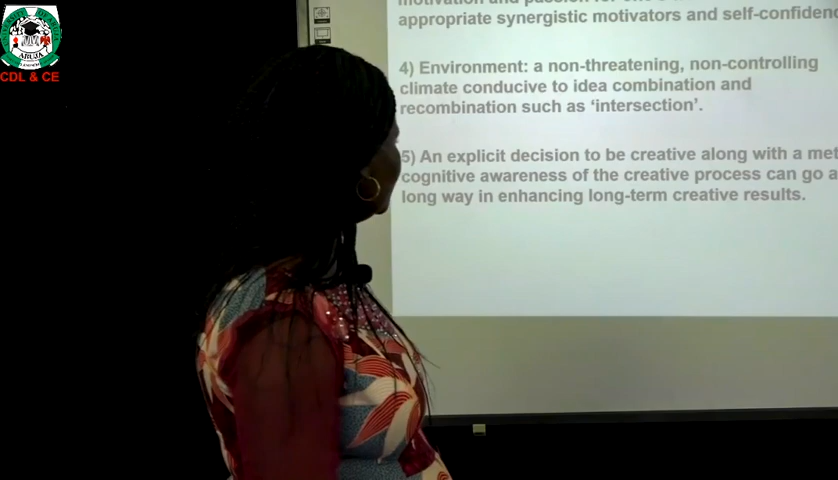 ABUJA
CDL & CE
appropriate synergistic motivators and self-confidenc
4) Environment: a non-threatening, non-controlling
climate conducive to idea combination and
recombination such as ‘intersection’.
5) An explicit decision to be creative along with a met
cognitive awareness of the creative process can go a
long way in enhancing long-term creative results.